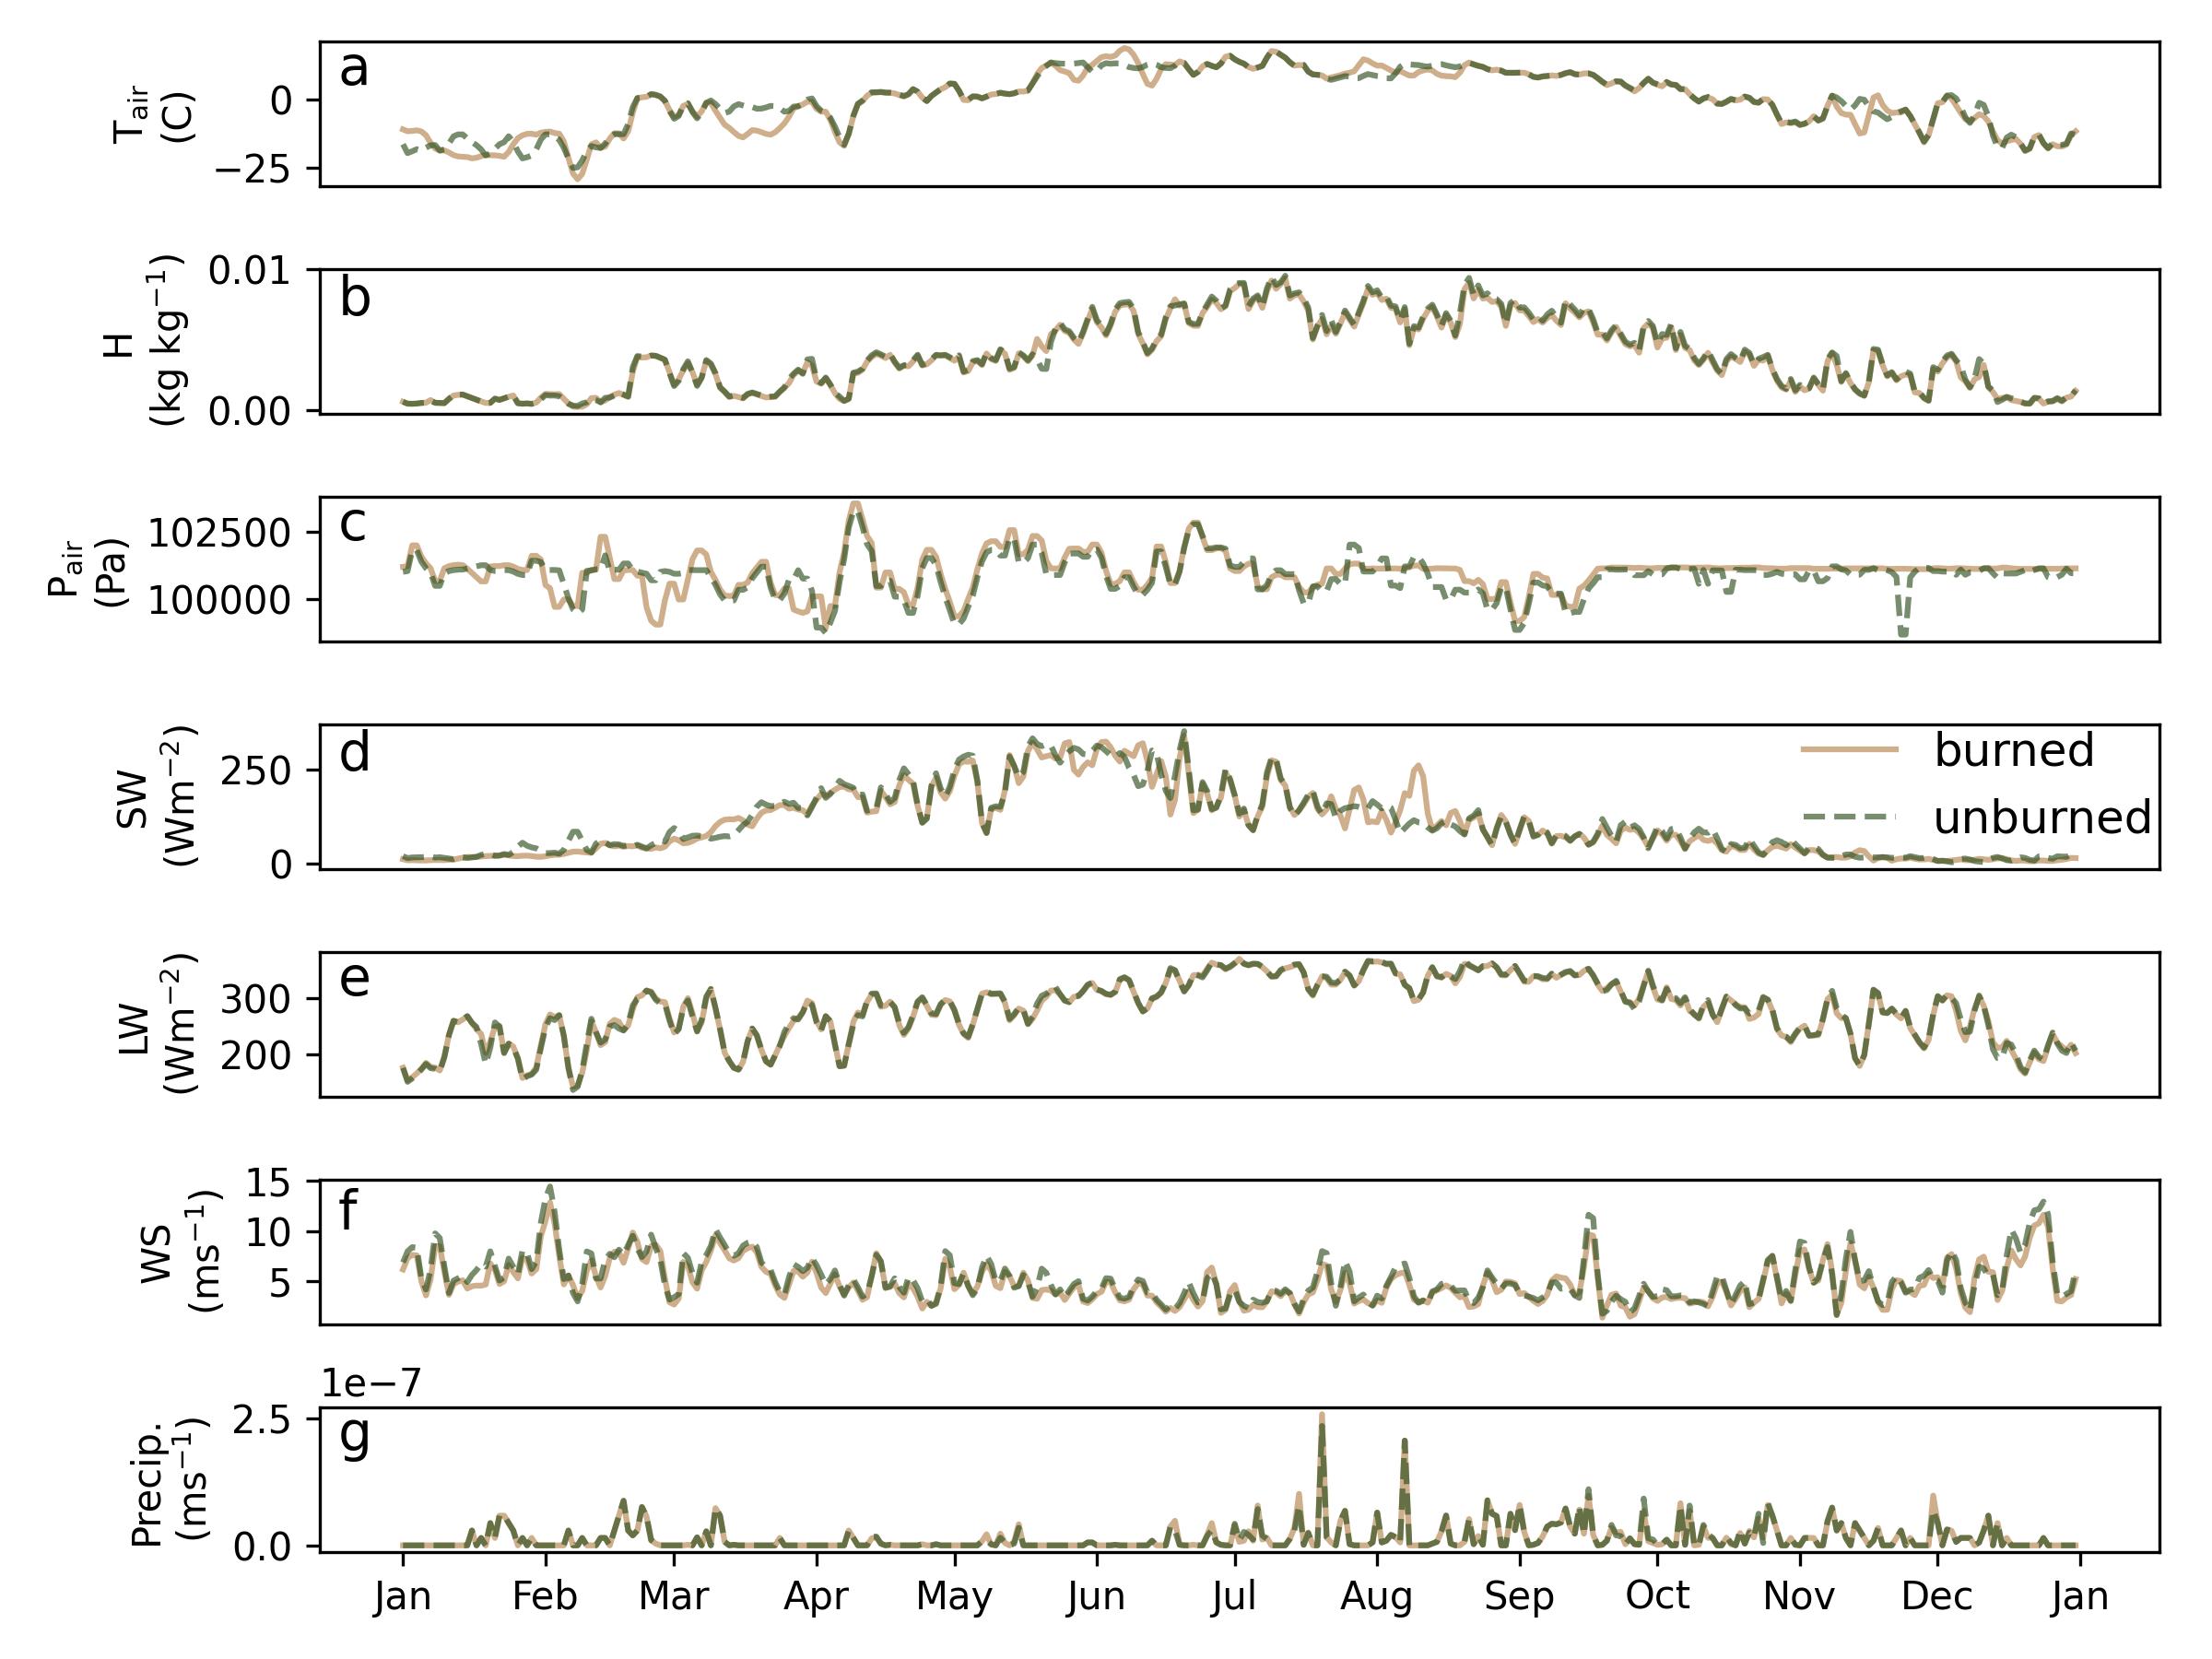 a
T_air
(C)
0
−25
b
H
(kg kg⁻¹)
0.01
0.00
c
P_air
(Pa)
102500
100000
d
SW
(Wm⁻²)
250
0
burned
unburned
e
LW
(Wm⁻²)
300
200
f
WS
(ms⁻¹)
15
10
5
1e−7
g
Precip.
(ms⁻¹)
2.5
0.0
Jan Feb Mar Apr May Jun Jul Aug Sep Oct Nov Dec Jan